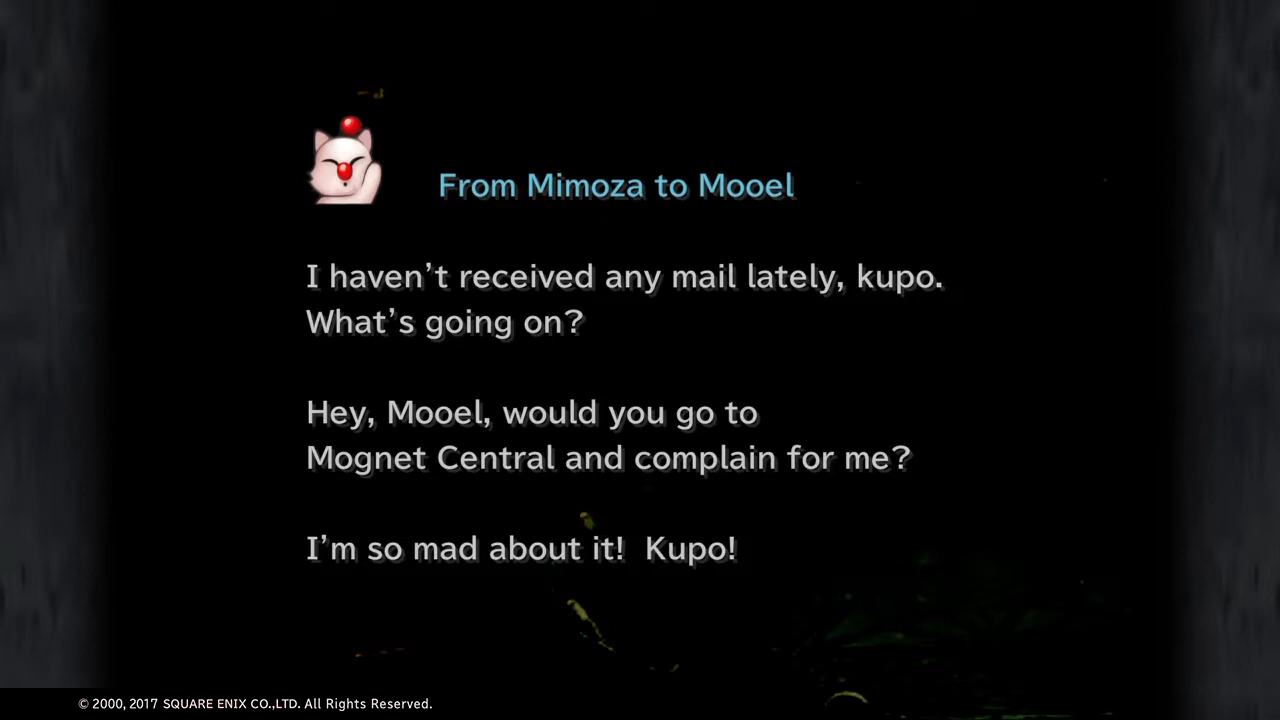 From Mimoza to Mooel
I haven't received any mail lately, kupo.
What's going on?
Hey, Mooel, would you go to
Mognet Central and complain for me?
I'm so mad about it!  Kupo!
© 2000, 2017 SQUARE ENIX CO.,LTD. All Rights Reserved.